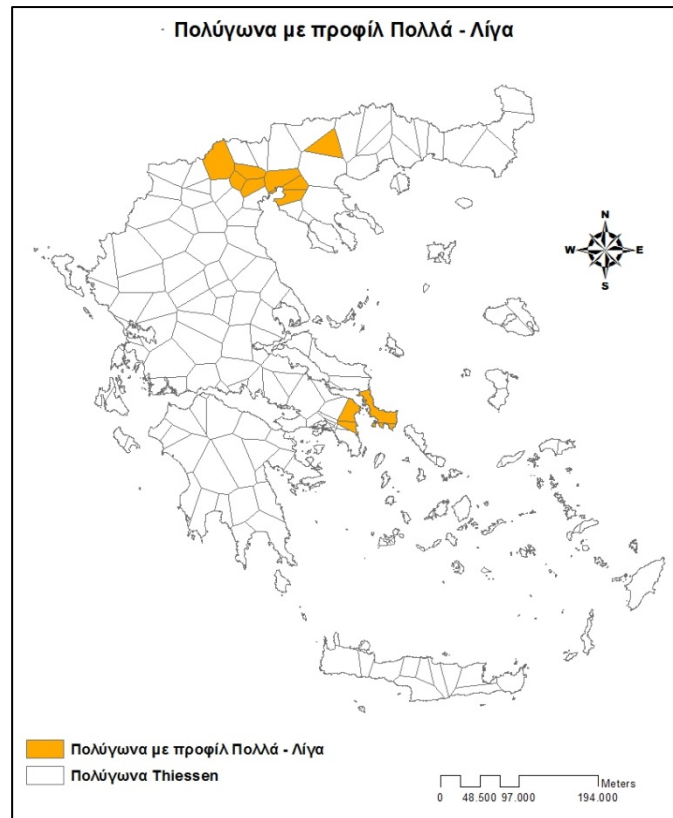 Πολύγωνα με προφίλ Πολλά - Λίγα
N
W E
S
Πολύγωνα με προφίλ Πολλά - Λίγα
Πολύγωνα Thiessen
Meters
0 48.500 97.000 194.000